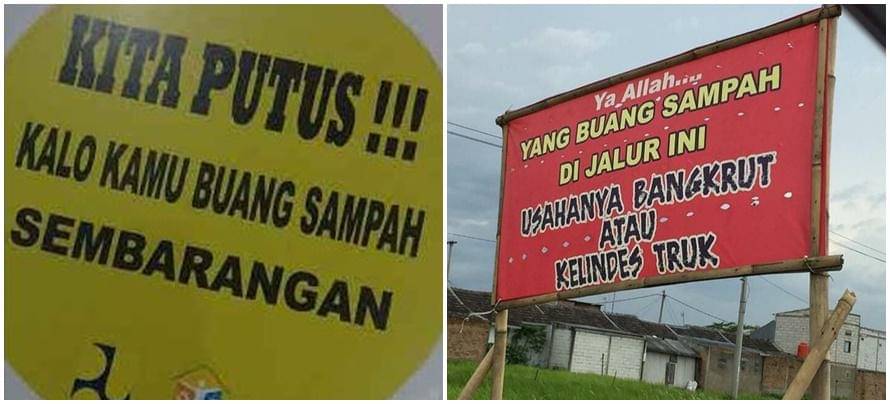 KITA PUTUS !!!
KALO KAMU BUANG SAMPAH
SEMBARANGAN
Ya Allah...
YANG BUANG SAMPAH
DI JALUR INI
USAHANYA BANGKRUT
ATAU
KELINDES TRUK